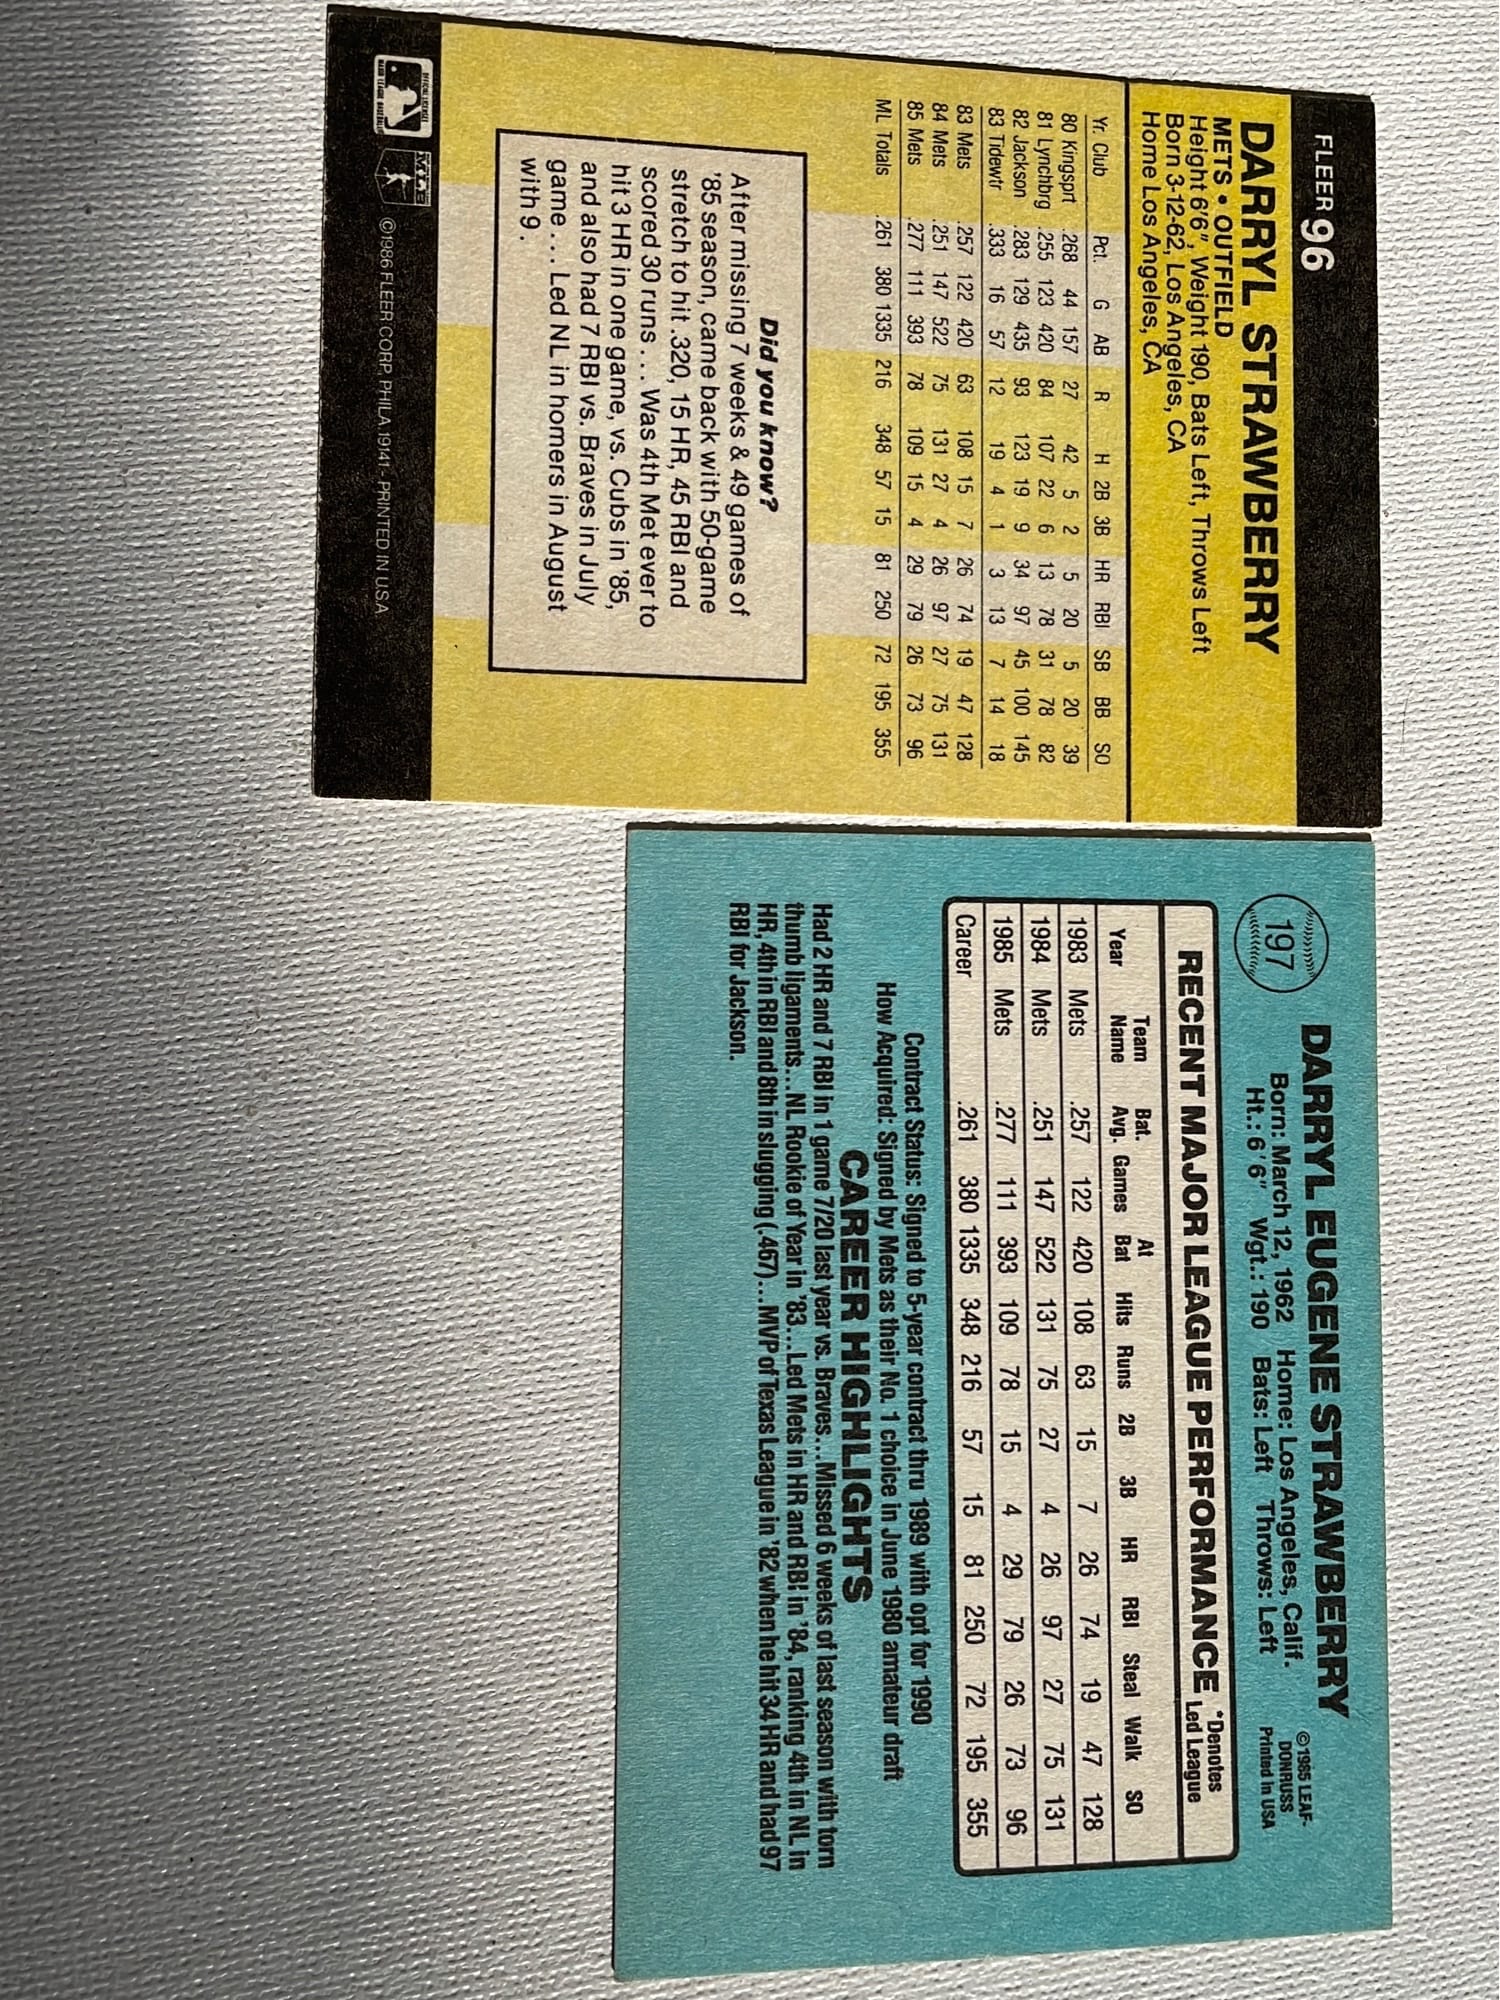 FLEER 96
DARRYL STRAWBERRY
METS • OUTFIELD
Height 6'6", Weight 190, Bats Left, Throws Left
Born 3-12-62, Los Angeles, CA
Home Los Angeles, CA
Yr. Club Pct. G AB R H 2B 3B HR RBI SB BB SO
80 Kingsprt .268 44 157 27 42 5 2 5 20 5 20 39
81 Lynchbrg .255 123 420 84 107 22 6 13 78 31 78 82
82 Jackson .283 129 435 93 123 19 9 34 97 45 100 145
83 Tidewtr .333 16 57 12 19 4 1 3 13 7 14 18
83 Mets .257 122 420 63 108 15 7 26 74 19 47 128
84 Mets .251 147 522 75 131 27 4 26 97 27 75 131
85 Mets .277 111 393 78 109 15 4 29 79 26 73 96
ML Totals .261 380 1335 216 348 57 15 81 250 72 195 355
Did you know?
After missing 7 weeks & 49 games of
'85 season, came back with 50-game
stretch to hit .320, 15 HR, 45 RBI and
scored 30 runs . . . Was 4th Met ever to
hit 3 HR in one game, vs. Cubs in '85,
and also had 7 RBI vs. Braves in July
game . . . Led NL in homers in August
with 9 .
OFFICIAL LICENSEE
MAJOR LEAGUE BASEBALL
©1986 FLEER CORP. PHILA 19141- PRINTED IN U.S.A.
197
DARRYL EUGENE STRAWBERRY
Born: March 12, 1962 Home: Los Angeles, Calif.
Ht.: 6'6" Wgt.: 190 Bats: Left Throws: Left
©1985 LEAF-
DONRUSS
Printed in USA
RECENT MAJOR LEAGUE PERFORMANCE
*Denotes
Led League
Team Bat. At
Year Name Avg. Games Bat Hits Runs 2B 3B HR RBI Steal Walk SO
1983 Mets .257 122 420 108 63 15 7 26 74 19 47 128
1984 Mets .251 147 522 131 75 27 4 26 97 27 75 131
1985 Mets .277 111 393 109 78 15 4 29 79 26 73 96
Career .261 380 1335 348 216 57 15 81 250 72 195 355
Contract Status: Signed to 5-year contract thru 1989 with opt for 1990
How Acquired: Signed by Mets as their No. 1 choice in June 1980 amateur draft
CAREER HIGHLIGHTS
Had 2 HR and 7 RBI in 1 game 7/20 last year vs. Braves...Missed 6 weeks of last season with torn
thumb ligaments...NL Rookie of Year in '83...Led Mets in HR and RBI in '84, ranking 4th in NL in
HR, 4th in RBI and 8th in slugging (.467)...MVP of Texas League in '82 when he hit 34 HR and had 97
RBI for Jackson.